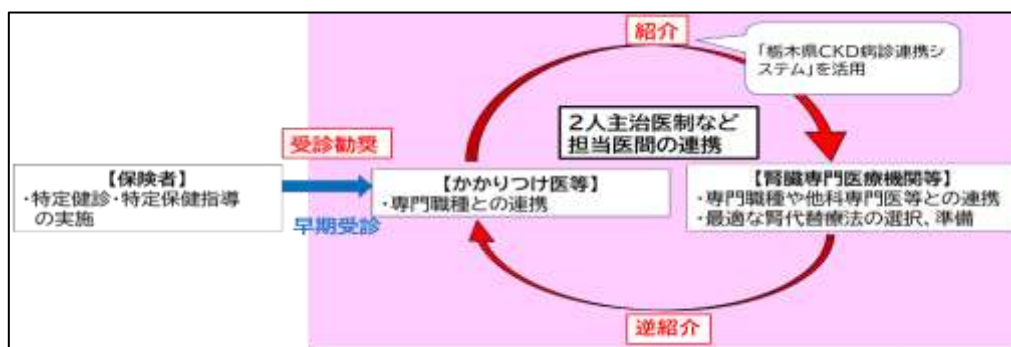 紹介
「栃木県CKD病診連携シ
ステム」を活用
2人主治医制など
担当医間の連携
受診勧奨
【保険者】
・特定健診・特定保健指導
の実施
早期受診
【かかりつけ医等】
・専門職種との連携
【腎臓専門医療機関等】
・専門職種や他科専門医等との連携
・最適な腎代替療法の選択、準備
逆紹介